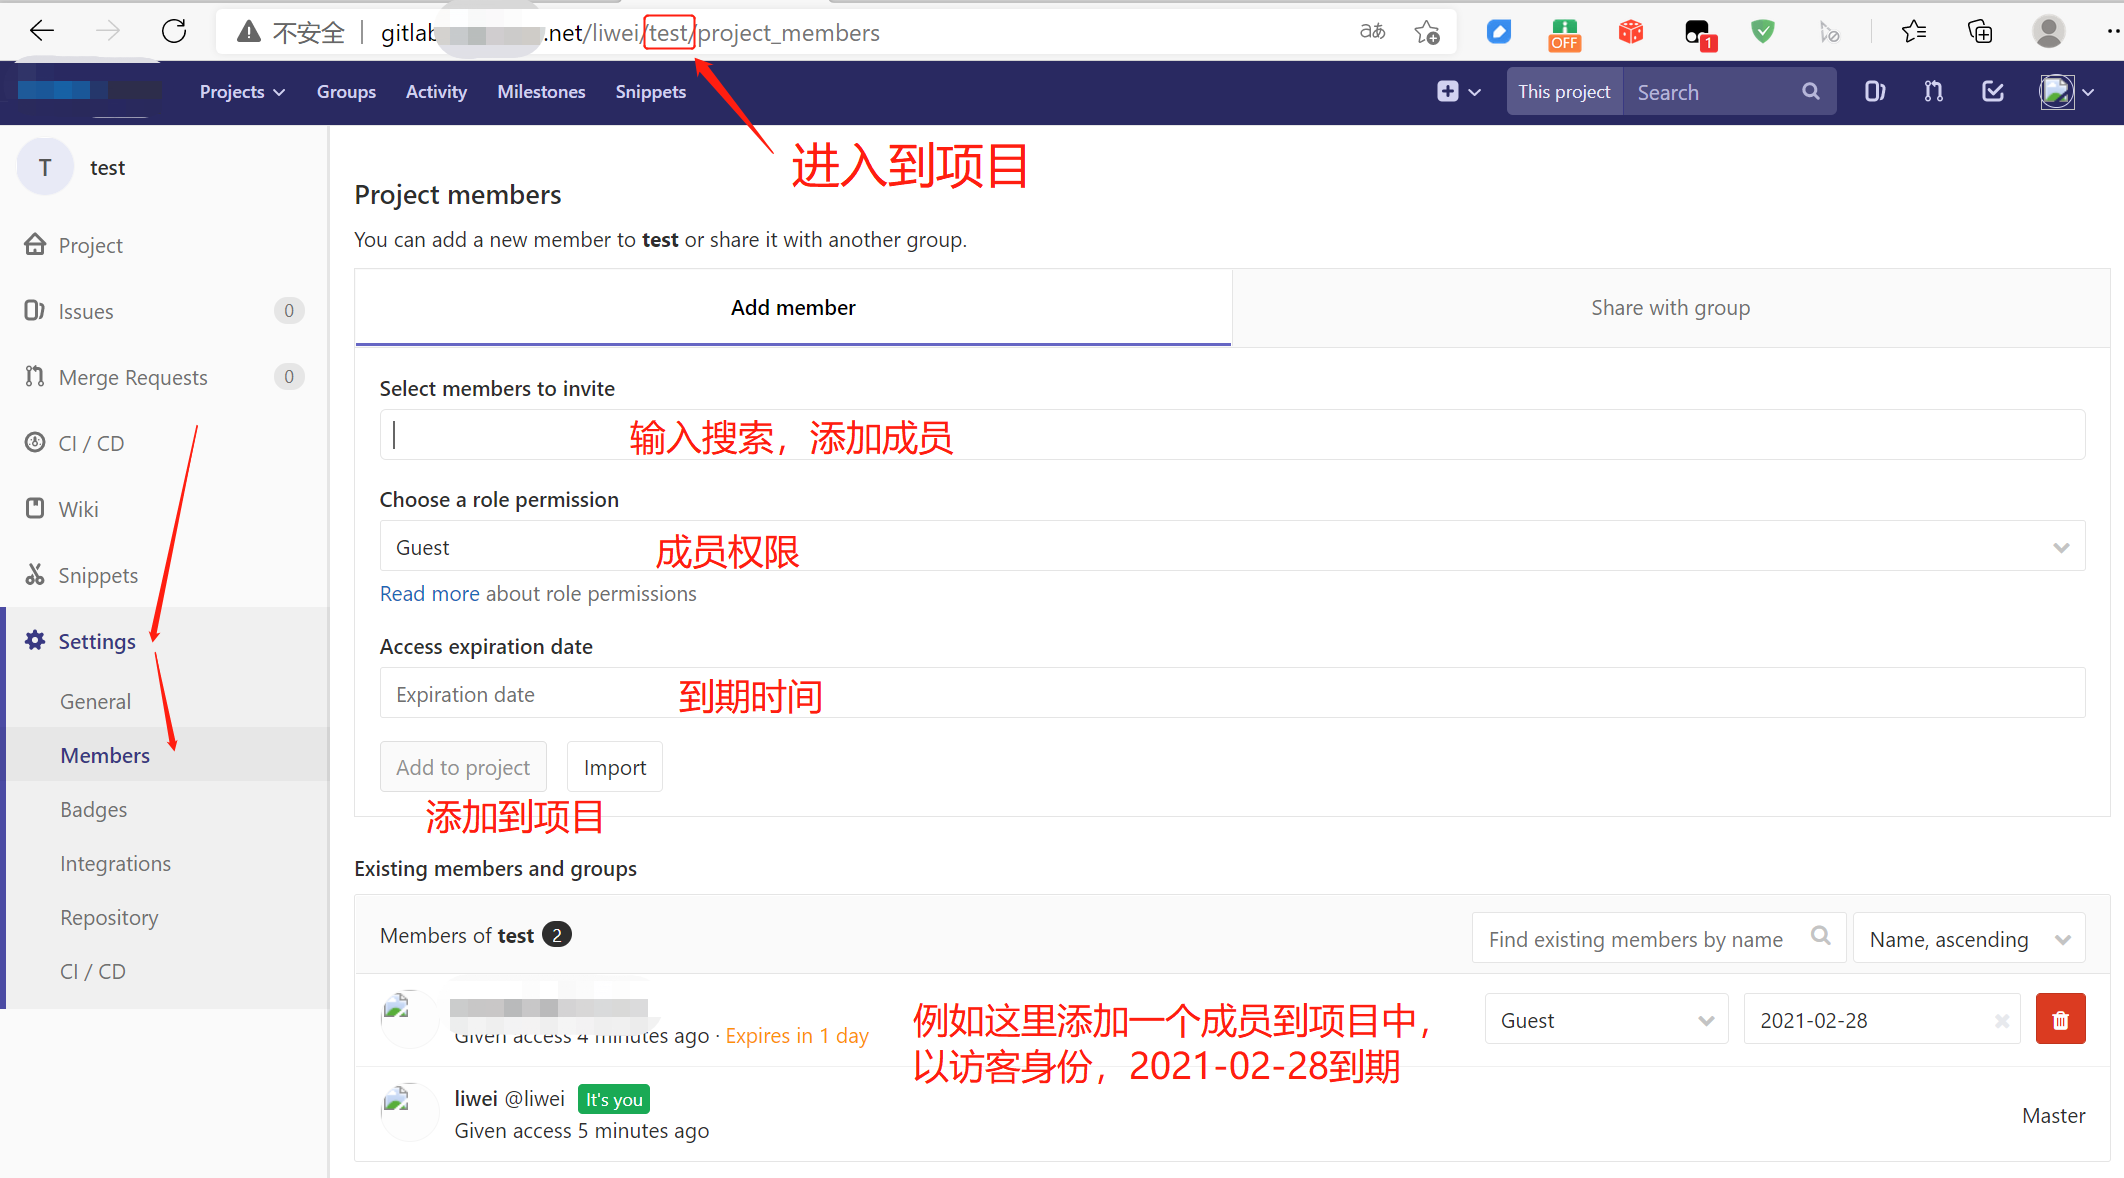 不安全 gitlab .net/liwei/test/project_members aあ
OFF
1
Projects Groups Activity Milestones Snippets This project Search
进入到项目
T test
Project
Issues 0
Merge Requests 0
CI / CD
Wiki
Snippets
Settings
General
Members
Badges
Integrations
Repository
CI / CD
Project members
You can add a new member to test or share it with another group.
Add member Share with group
Select members to invite
输入搜索，添加成员
Choose a role permission
Guest 成员权限
Read more about role permissions
Access expiration date
Expiration date 到期时间
Add to project Import
添加到项目
Existing members and groups
Members of test 2 Find existing members by name Name, ascending
Given access 4 minutes ago · Expires in 1 day
例如这里添加一个成员到项目中，
以访客身份，2021-02-28到期
Guest 2021-02-28
liwei @liwei It's you
Given access 5 minutes ago
Master